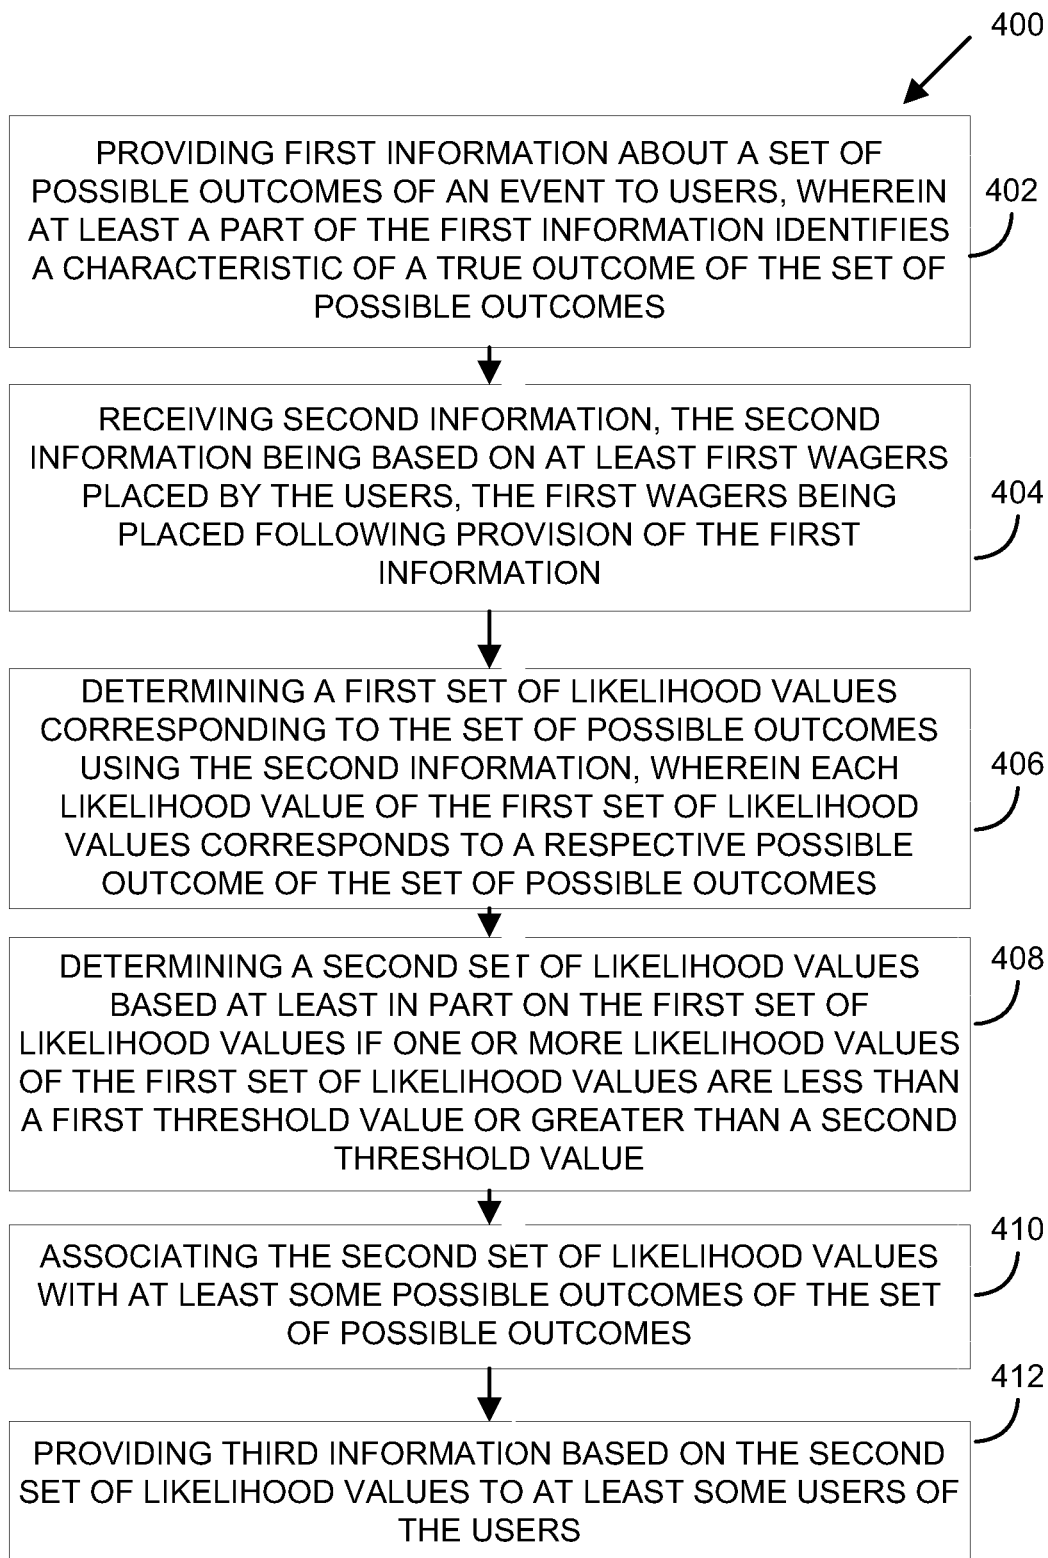 400
PROVIDING FIRST INFORMATION ABOUT A SET OF
POSSIBLE OUTCOMES OF AN EVENT TO USERS, WHEREIN
AT LEAST A PART OF THE FIRST INFORMATION IDENTIFIES
A CHARACTERISTIC OF A TRUE OUTCOME OF THE SET OF
POSSIBLE OUTCOMES
402
RECEIVING SECOND INFORMATION, THE SECOND
INFORMATION BEING BASED ON AT LEAST FIRST WAGERS
PLACED BY THE USERS, THE FIRST WAGERS BEING
PLACED FOLLOWING PROVISION OF THE FIRST
INFORMATION
404
DETERMINING A FIRST SET OF LIKELIHOOD VALUES
CORRESPONDING TO THE SET OF POSSIBLE OUTCOMES
USING THE SECOND INFORMATION, WHEREIN EACH
LIKELIHOOD VALUE OF THE FIRST SET OF LIKELIHOOD
VALUES CORRESPONDS TO A RESPECTIVE POSSIBLE
OUTCOME OF THE SET OF POSSIBLE OUTCOMES
406
DETERMINING A SECOND SET OF LIKELIHOOD VALUES
BASED AT LEAST IN PART ON THE FIRST SET OF
LIKELIHOOD VALUES IF ONE OR MORE LIKELIHOOD VALUES
OF THE FIRST SET OF LIKELIHOOD VALUES ARE LESS THAN
A FIRST THRESHOLD VALUE OR GREATER THAN A SECOND
THRESHOLD VALUE
408
ASSOCIATING THE SECOND SET OF LIKELIHOOD VALUES
WITH AT LEAST SOME POSSIBLE OUTCOMES OF THE SET
OF POSSIBLE OUTCOMES
410
PROVIDING THIRD INFORMATION BASED ON THE SECOND
SET OF LIKELIHOOD VALUES TO AT LEAST SOME USERS OF
THE USERS
412